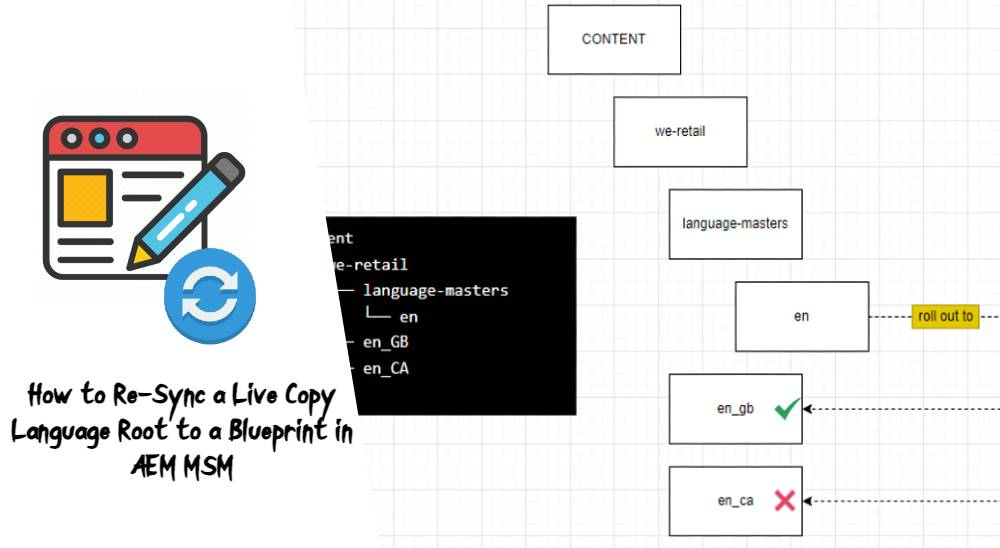 How to Re-Sync a Live Copy
Language Root to a Blueprint in
AEM MSM
ent
we-retail
└── language-masters
└── en
en_GB
en_CA
CONTENT
we-retail
language-masters
en
roll out to
en_gb
en_ca